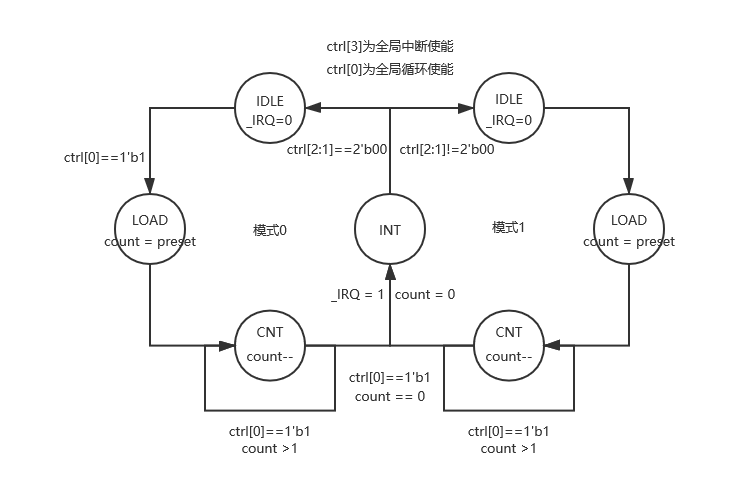 ctrl[3]为全局中断使能
ctrl[0]为全局循环使能
IDLE
_IRQ=0
IDLE
_IRQ=0
ctrl[0]==1'b1
ctrl[2:1]==2'b00
ctrl[2:1]!=2'b00
LOAD
count = preset
模式0
INT
模式1
LOAD
count = preset
_IRQ = 1
count = 0
CNT
count--
CNT
count--
ctrl[0]==1'b1
count == 0
ctrl[0]==1'b1
count >1
ctrl[0]==1'b1
count >1